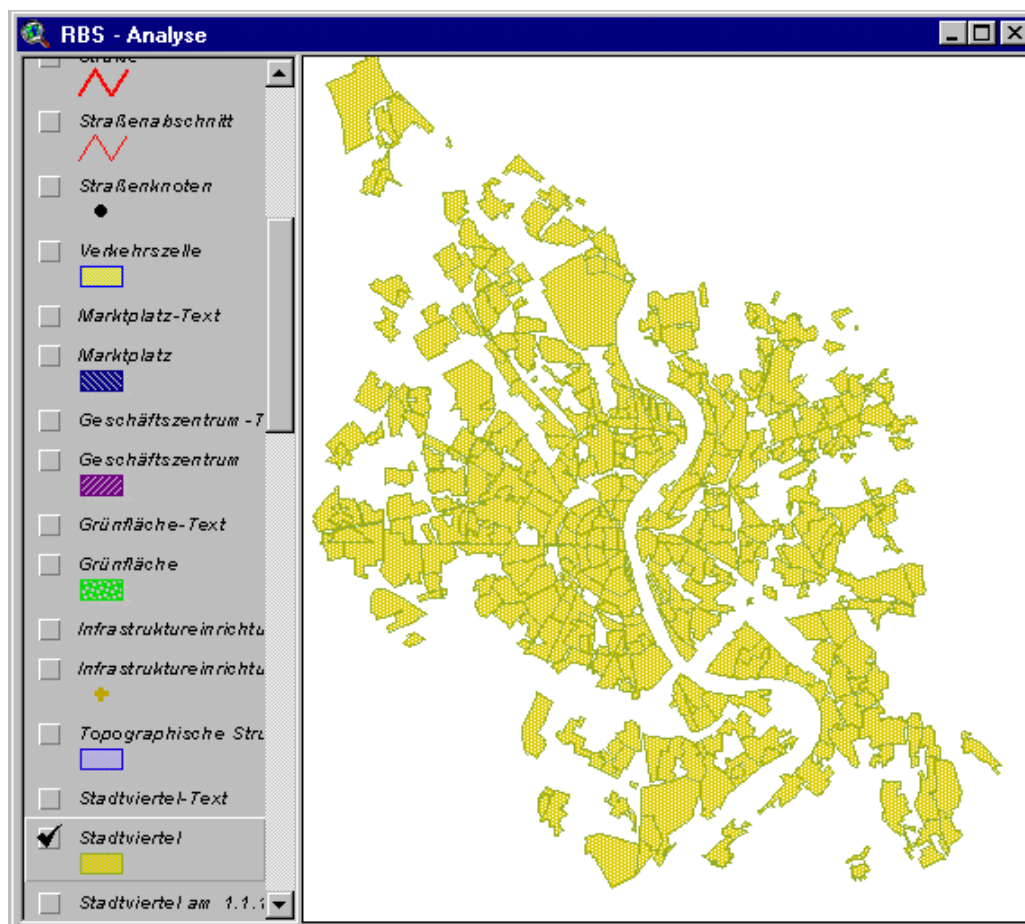 RBS - Analyse
Straßenabschnitt
Straßenknoten
Verkehrszelle
Marktplatz-Text
Marktplatz
Geschäftszentrum -T
Geschäftszentrum
Grünfläche-Text
Grünfläche
Infrastruktureinrichtu
Infrastruktureinrichtu
Topographische Stru
Stadtviertel-Text
Stadtviertel
Stadtviertel am 1.1.1